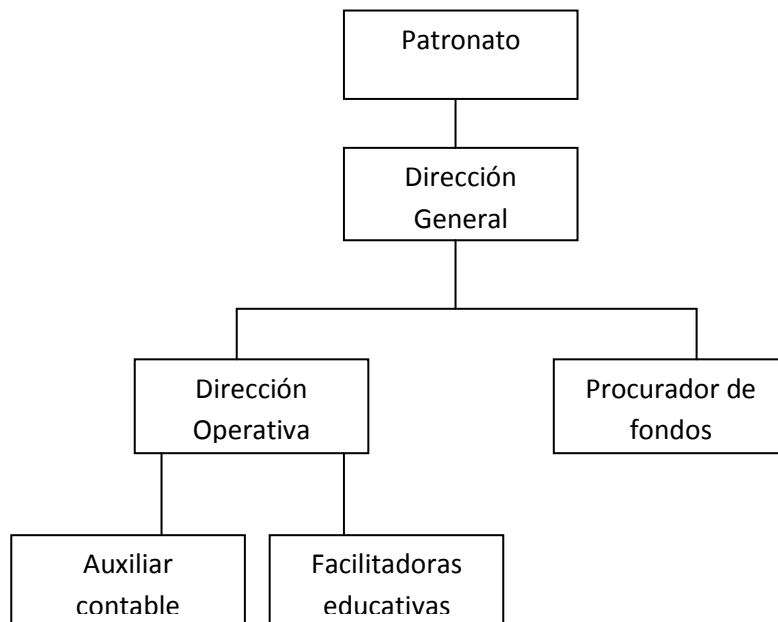 Patronato
Dirección
General
Dirección
Operativa
Procurador de
fondos
Auxiliar
contable
Facilitadoras
educativas